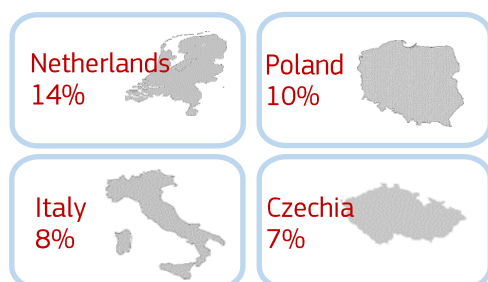 Netherlands
14%
Poland
10%
Italy
8%
Czechia
7%